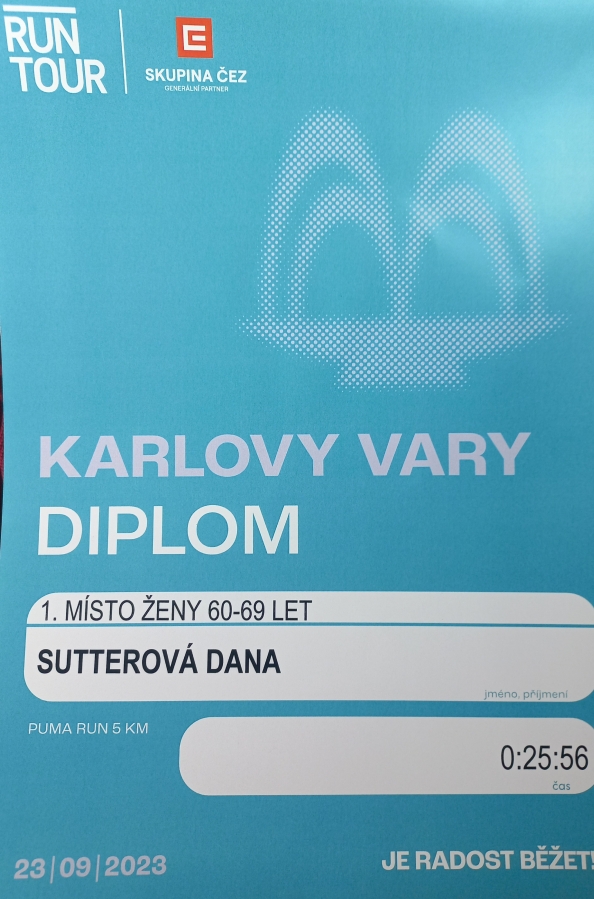 RUN
TOUR
SKUPINA ČEZ
GENERÁLNÍ PARTNER
KARLOVY VARY
DIPLOM
1. MÍSTO ŽENY 60-69 LET
SUTTEROVÁ DANA
jméno, příjmení
PUMA RUN 5 KM
0:25:56
čas
23|09|2023
JE RADOST BĚŽET!